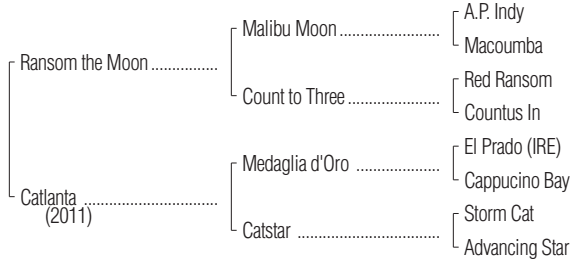 A.P. Indy
Malibu Moon ....................
Macoumba
Ransom the Moon ................
Red Ransom
Count to Three ..................
Countus In
El Prado (IRE)
Medaglia d'Oro .................
Cappucino Bay
Catlanta ..........................
(2011)
Storm Cat
Catstar .............................
Advancing Star